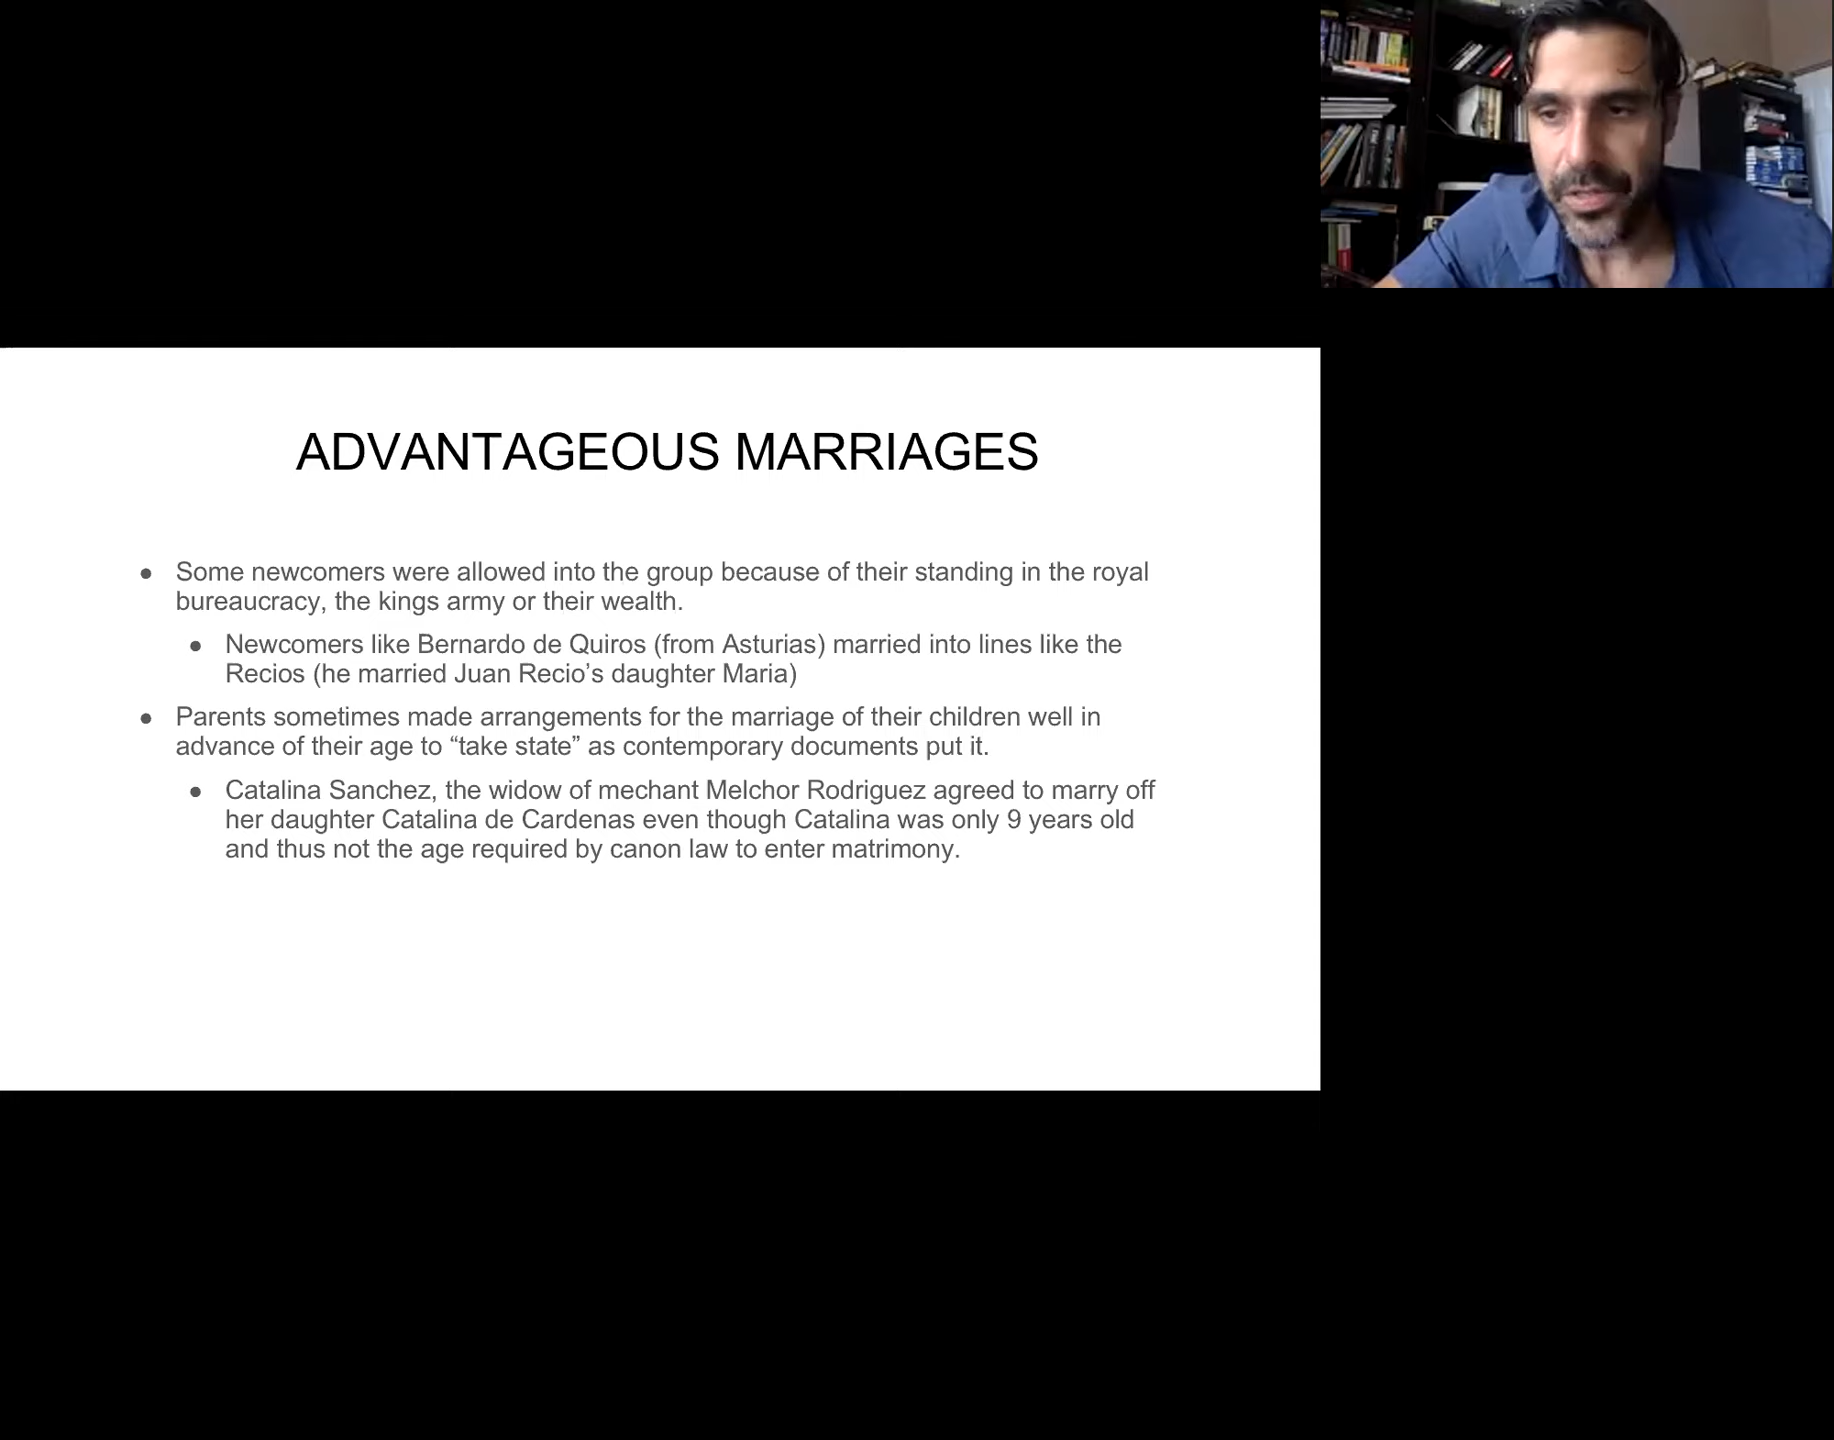 ADVANTAGEOUS MARRIAGES
● Some newcomers were allowed into the group because of their standing in the royal
bureaucracy, the kings army or their wealth.
● Newcomers like Bernardo de Quiros (from Asturias) married into lines like the
Recios (he married Juan Recio’s daughter Maria)
● Parents sometimes made arrangements for the marriage of their children well in
advance of their age to “take state” as contemporary documents put it.
● Catalina Sanchez, the widow of mechant Melchor Rodriguez agreed to marry off
her daughter Catalina de Cardenas even though Catalina was only 9 years old
and thus not the age required by canon law to enter matrimony.